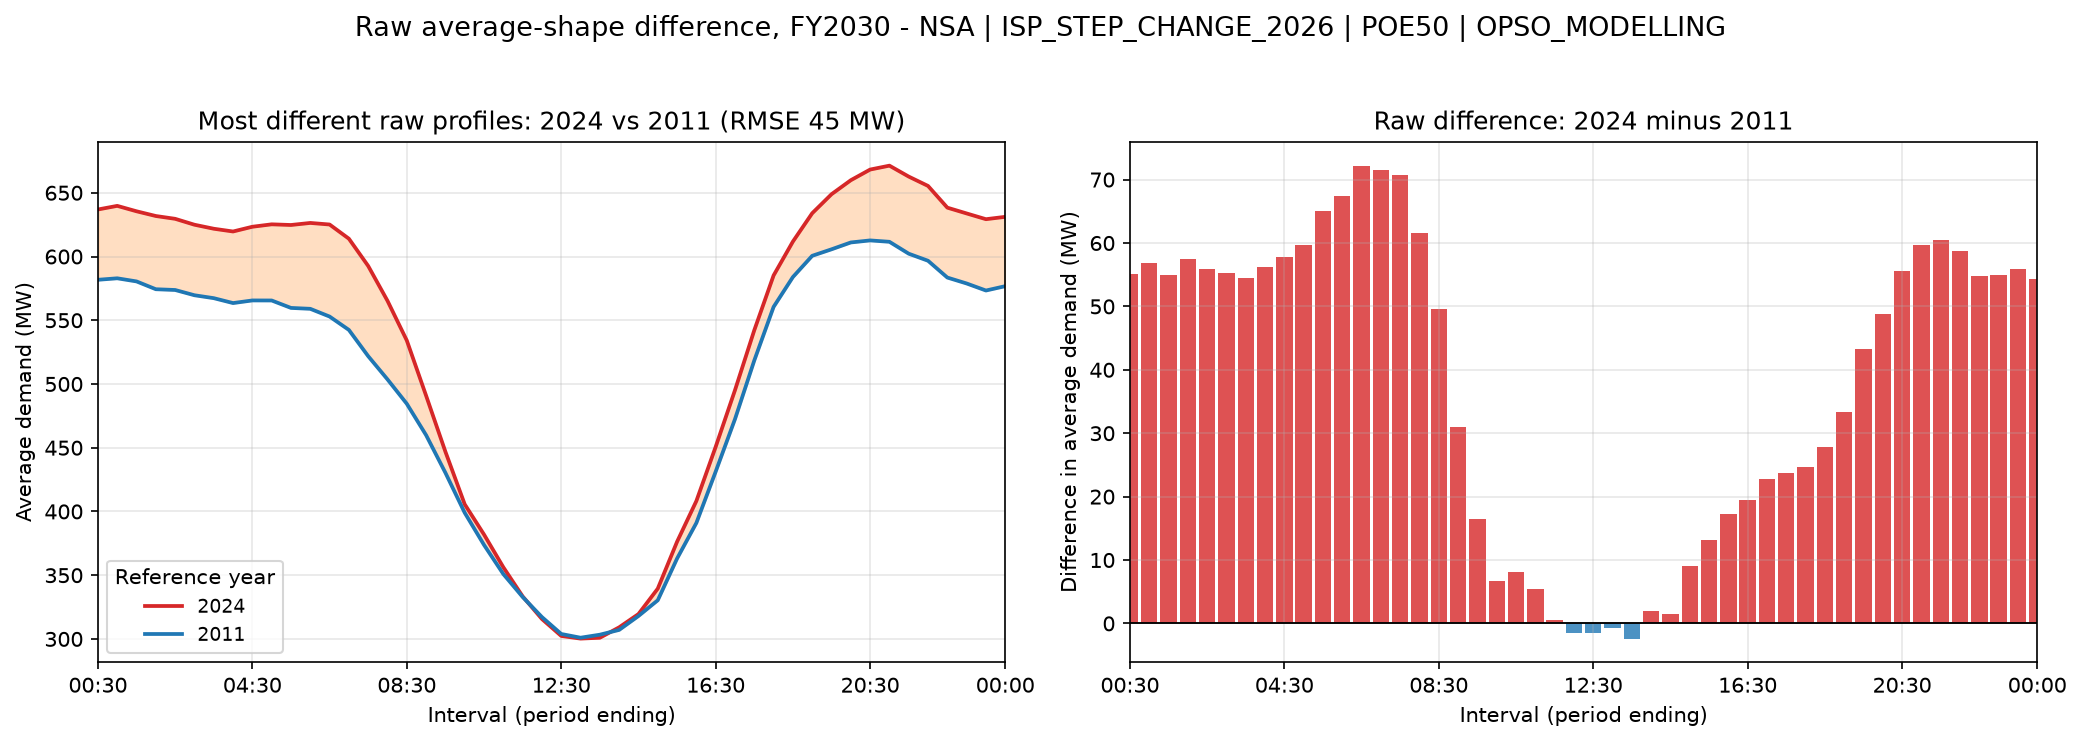 Raw average-shape difference, FY2030 - NSA | ISP_STEP_CHANGE_2026 | POE50 | OPSO_MODELLING
Most different raw profiles: 2024 vs 2011 (RMSE 45 MW)
Average demand (MW)
650
600
550
500
450
400
350
300
Reference year
2024
2011
00:30 04:30 08:30 12:30 16:30 20:30 00:00
Interval (period ending)
Raw difference: 2024 minus 2011
Difference in average demand (MW)
70
60
50
40
30
20
10
0
00:30 04:30 08:30 12:30 16:30 20:30 00:00
Interval (period ending)